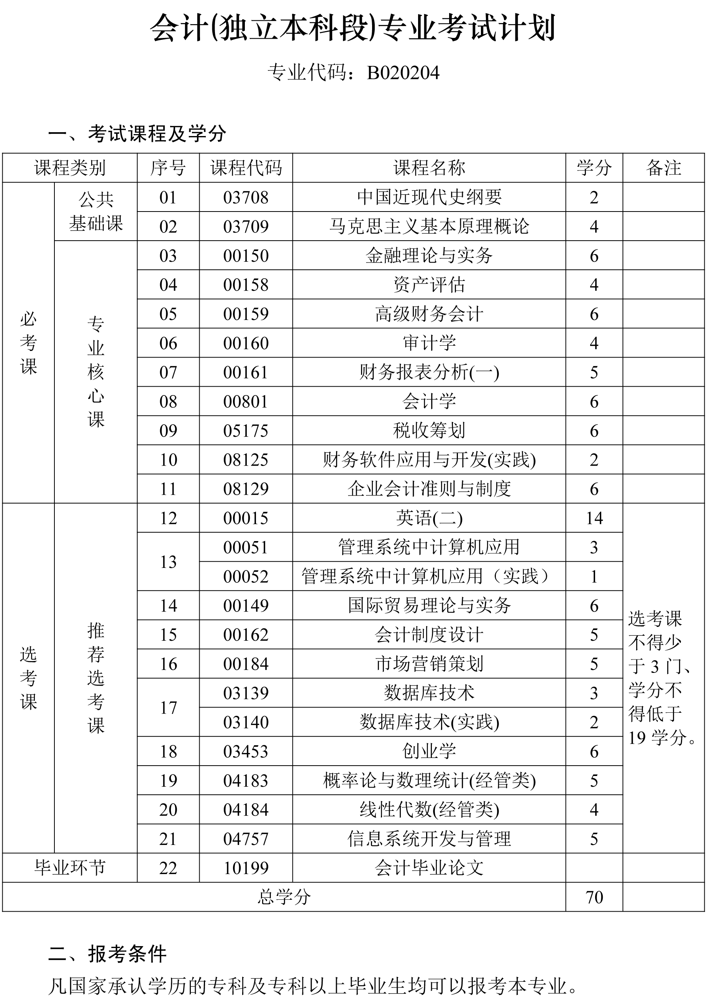 会计(独立本科段)专业考试计划
专业代码：B020204
一、考试课程及学分
课程类别 序号 课程代码 课程名称 学分 备注
必考课
公共
基础课
01 03708 中国近现代史纲要 2
02 03709 马克思主义基本原理概论 4
专业核心课
03 00150 金融理论与实务 6
04 00158 资产评估 4
05 00159 高级财务会计 6
06 00160 审计学 4
07 00161 财务报表分析(一) 5
08 00801 会计学 6
09 05175 税收筹划 6
10 08125 财务软件应用与开发(实践) 2
11 08129 企业会计准则与制度 6
选考课
推荐选考课
12 00015 英语(二) 14
13 00051 管理系统中计算机应用 3
00052 管理系统中计算机应用（实践） 1
14 00149 国际贸易理论与实务 6
15 00162 会计制度设计 5
16 00184 市场营销策划 5
17 03139 数据库技术 3
03140 数据库技术(实践) 2
18 03453 创业学 6
19 04183 概率论与数理统计(经管类) 5
20 04184 线性代数(经管类) 4
21 04757 信息系统开发与管理 5
选考课
不得少
于 3 门、
学分不
得低于
19 学分。
毕业环节 22 10199 会计毕业论文
总学分 70
二、报考条件
凡国家承认学历的专科及专科以上毕业生均可以报考本专业。